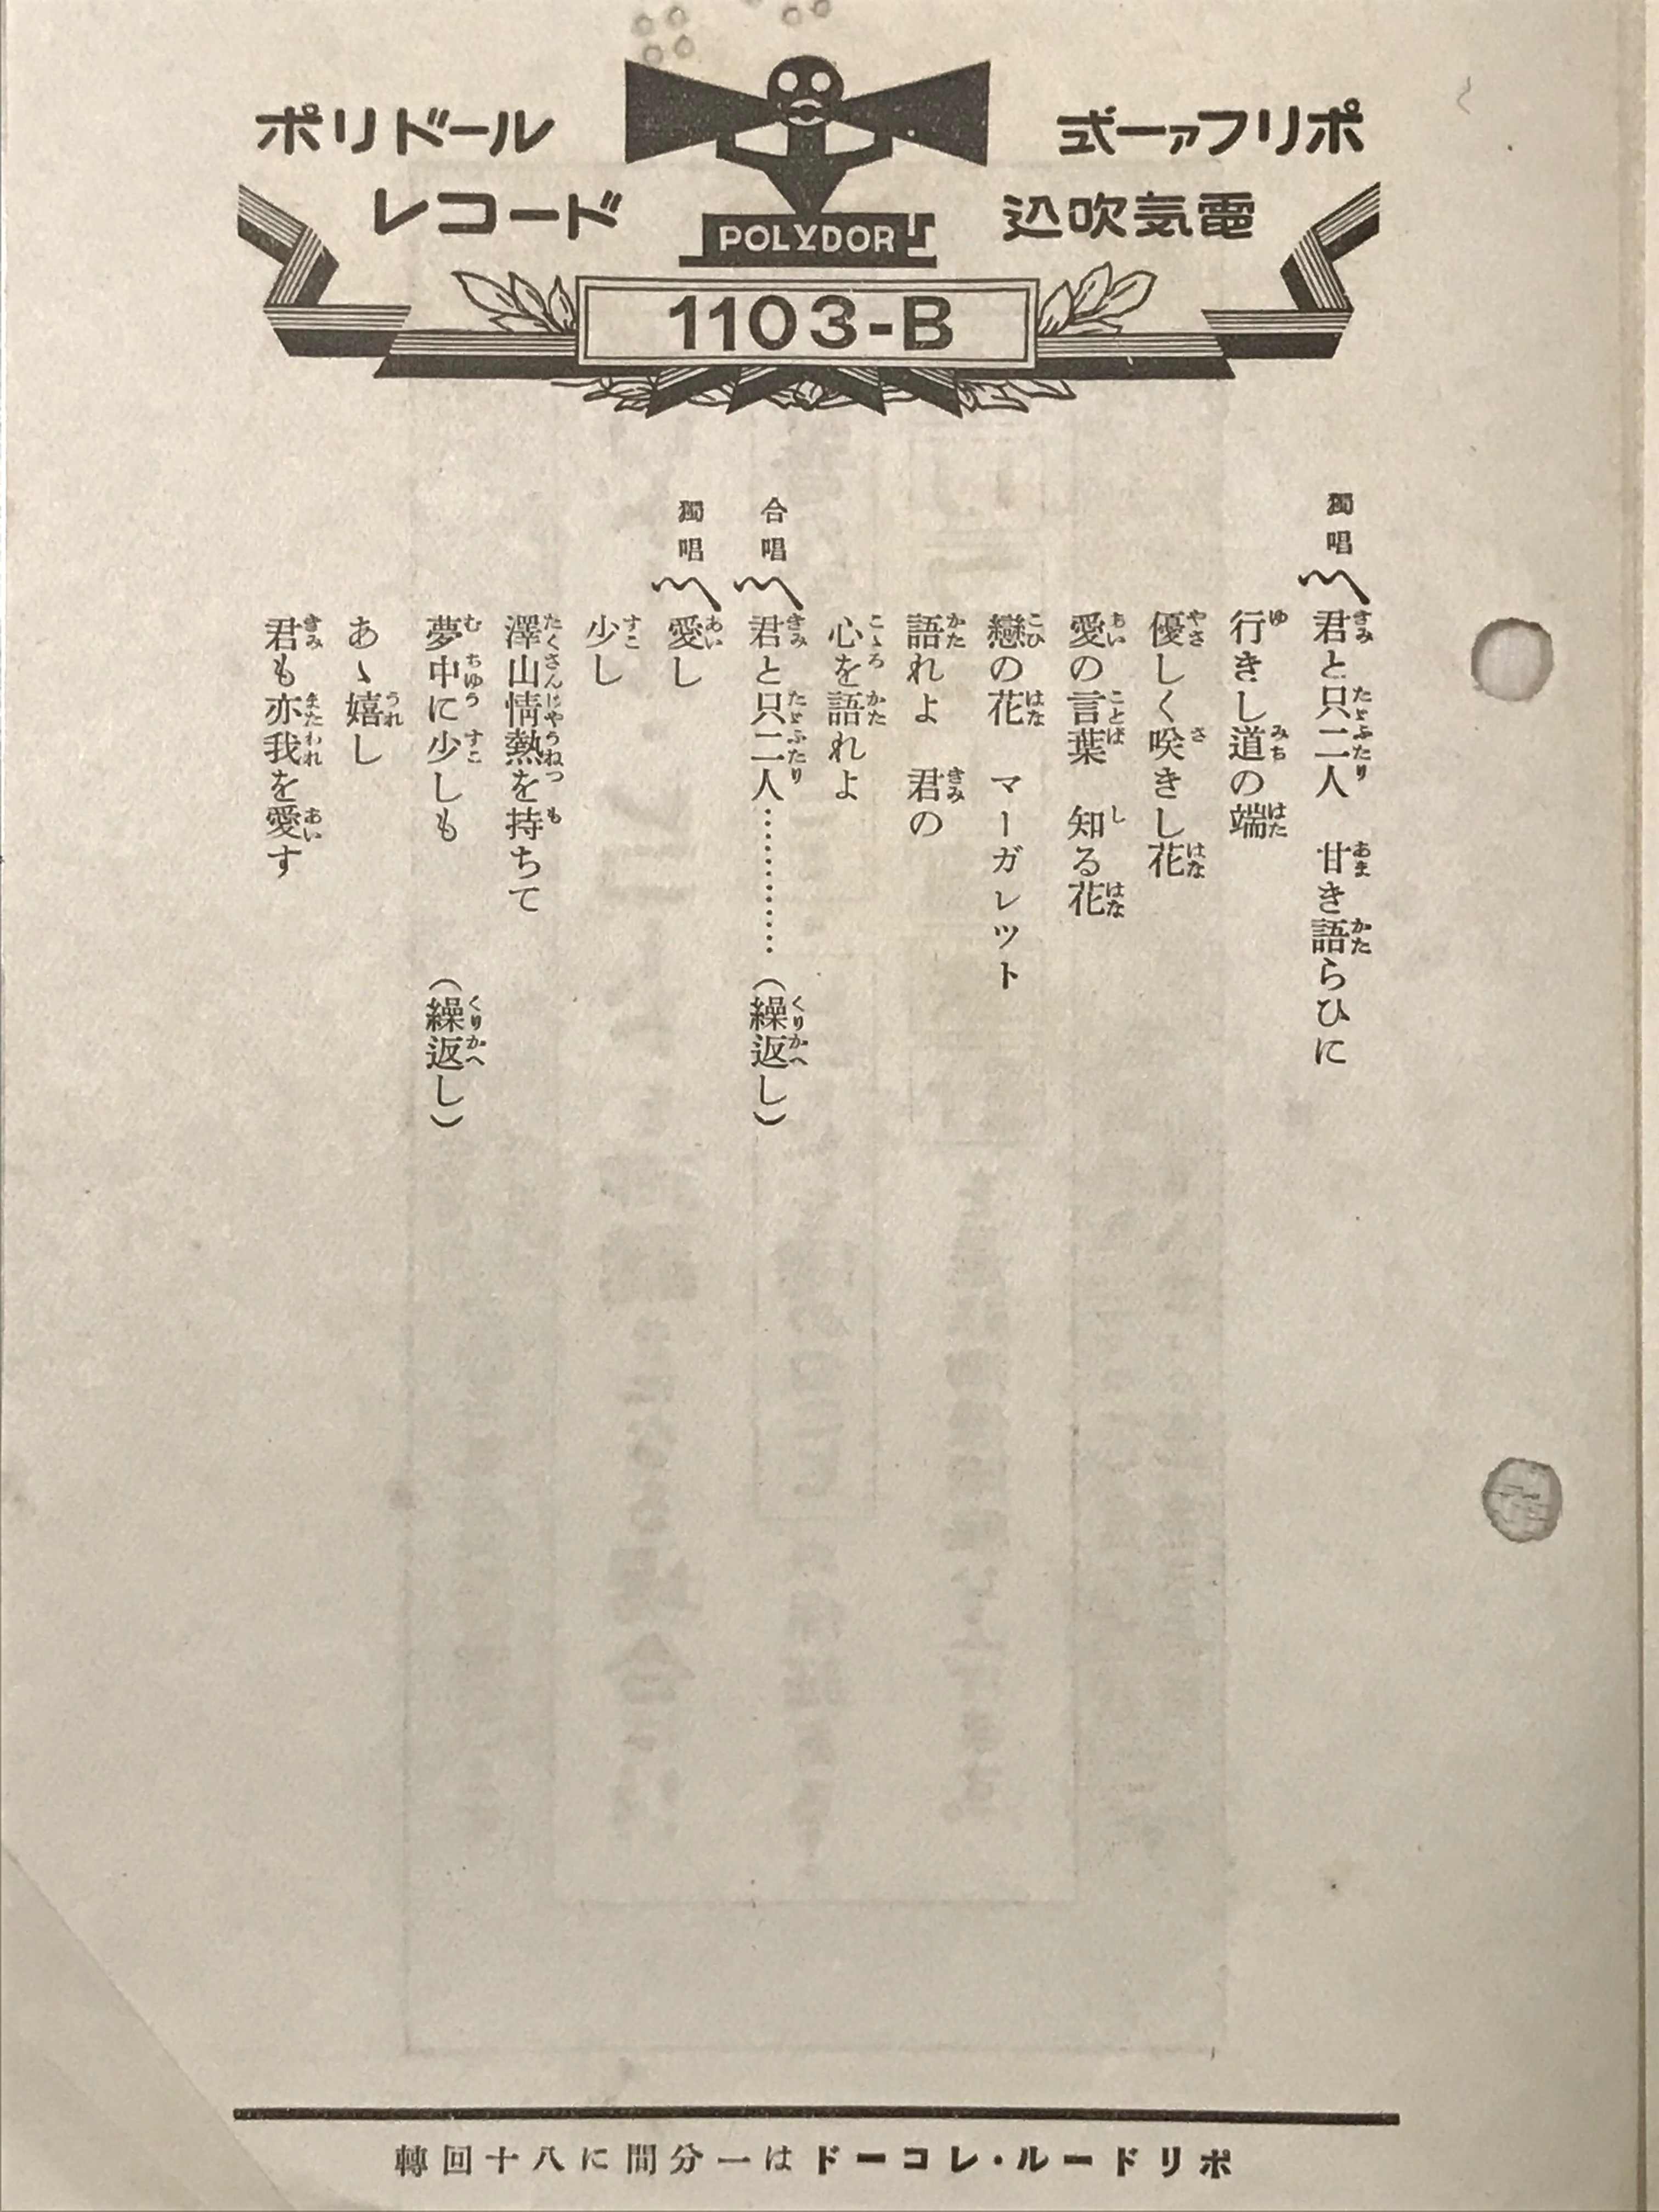 ポリドール
レコード
ポリファー式
電気吹込
POLYDOR
1103-B
獨唱
君と只二人　甘き語らひに
行きし道の端
優しく咲きし花
愛の言葉　知る花
戀の花　マーガレット
語れよ　君の
心を語れよ
合唱
君と只二人…………（繰返し）
獨唱
愛し
少し
澤山情熱を持ちて
夢中に少しも　（繰返し）
あゝ嬉し
君も亦我を愛す
ポリドール・レコードは一分間に八十回轉